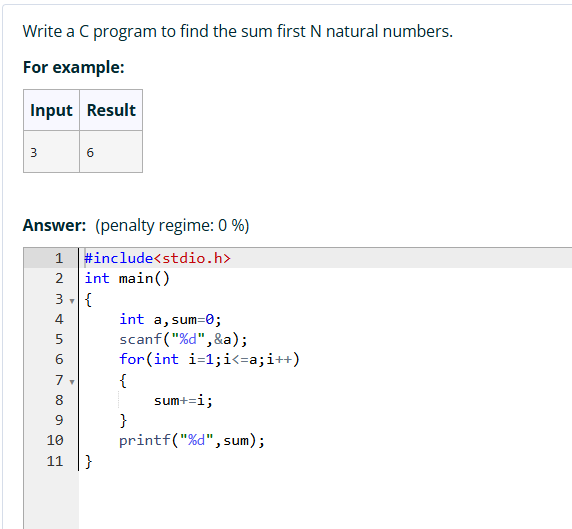 Write a C program to find the sum first N natural numbers.
For example:
Input Result
3 6
Answer: (penalty regime: 0 %)
1 #include<stdio.h>
2 int main()
3 {
4 int a,sum=0;
5 scanf("%d",&a);
6 for(int i=1;i<=a;i++)
7 {
8 sum+=i;
9 }
10 printf("%d",sum);
11 }